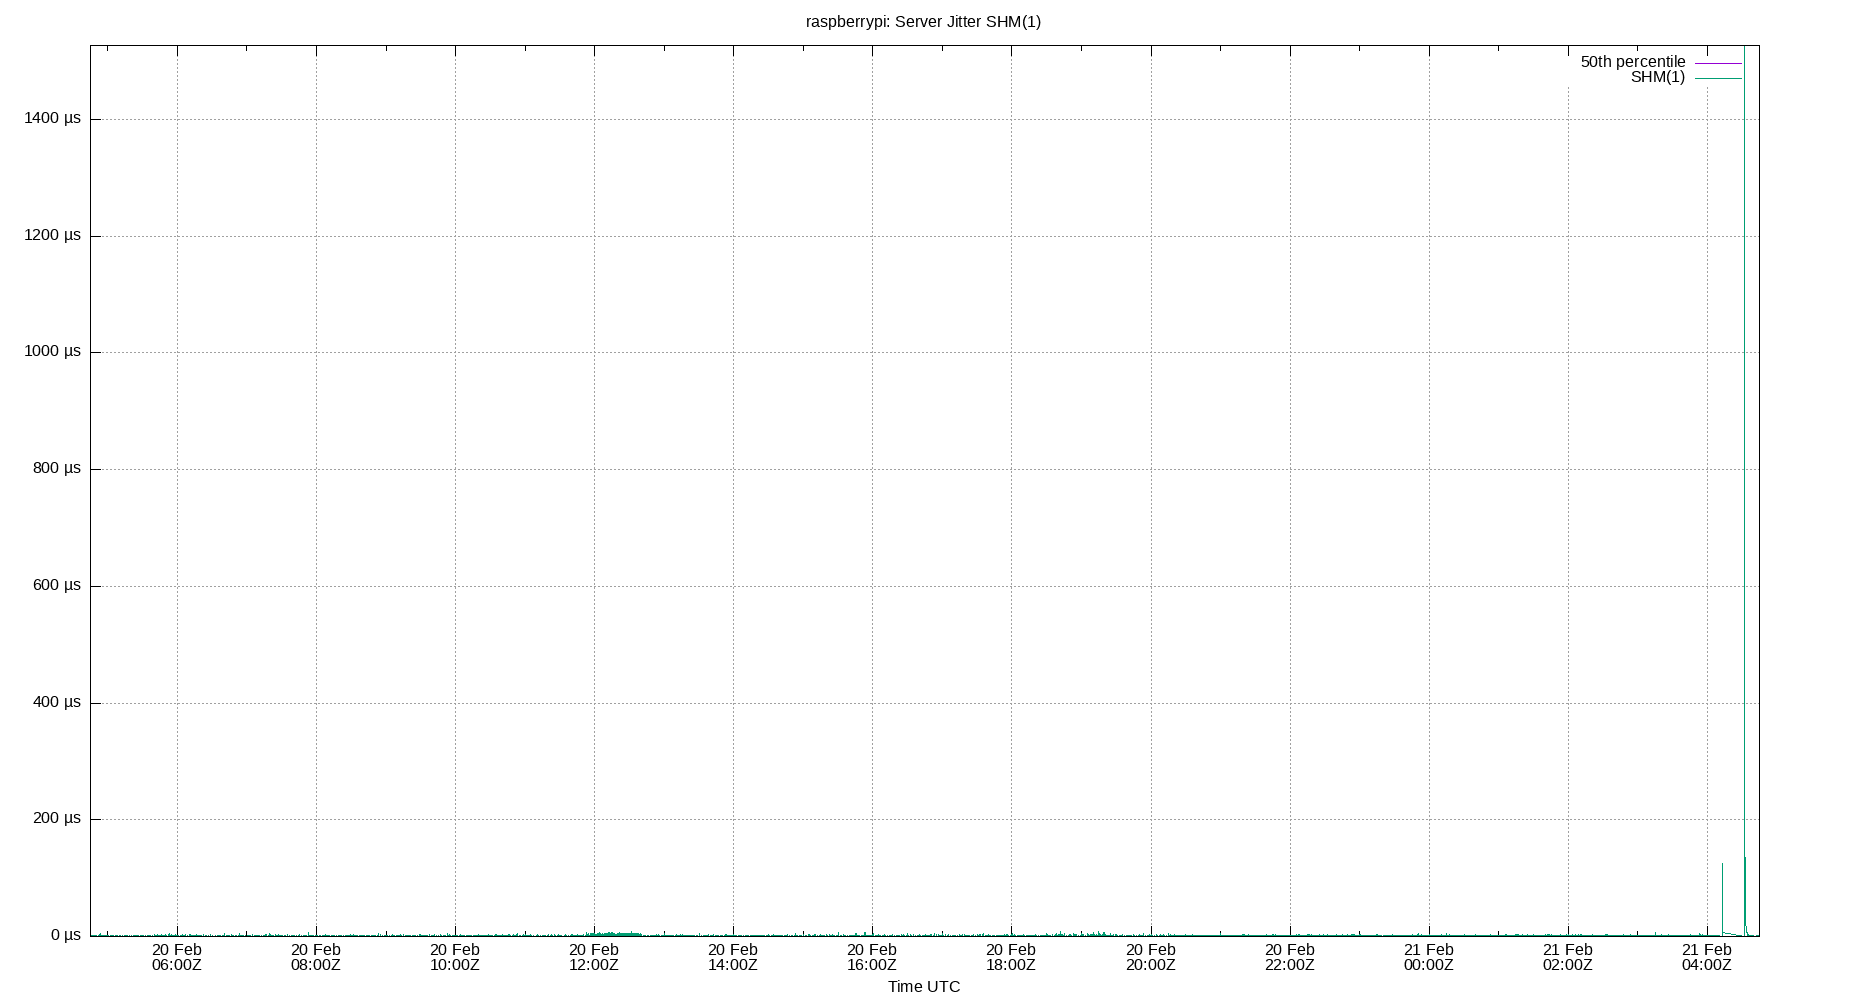 raspberrypi: Server Jitter SHM(1)
50th percentile
SHM(1)
1400 µs
1200 µs
1000 µs
800 µs
600 µs
400 µs
200 µs
0 µs
20 Feb 20 Feb 20 Feb 20 Feb 20 Feb 20 Feb 20 Feb 20 Feb 20 Feb 21 Feb 21 Feb 21 Feb
06:00Z 08:00Z 10:00Z 12:00Z 14:00Z 16:00Z 18:00Z 20:00Z 22:00Z 00:00Z 02:00Z 04:00Z
Time UTC